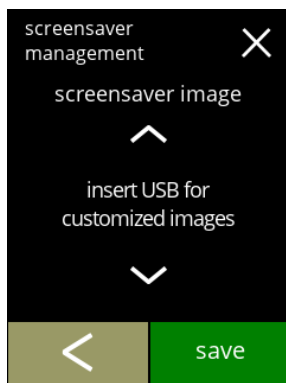 screensaver
management
screensaver image
insert USB for
customized images
save